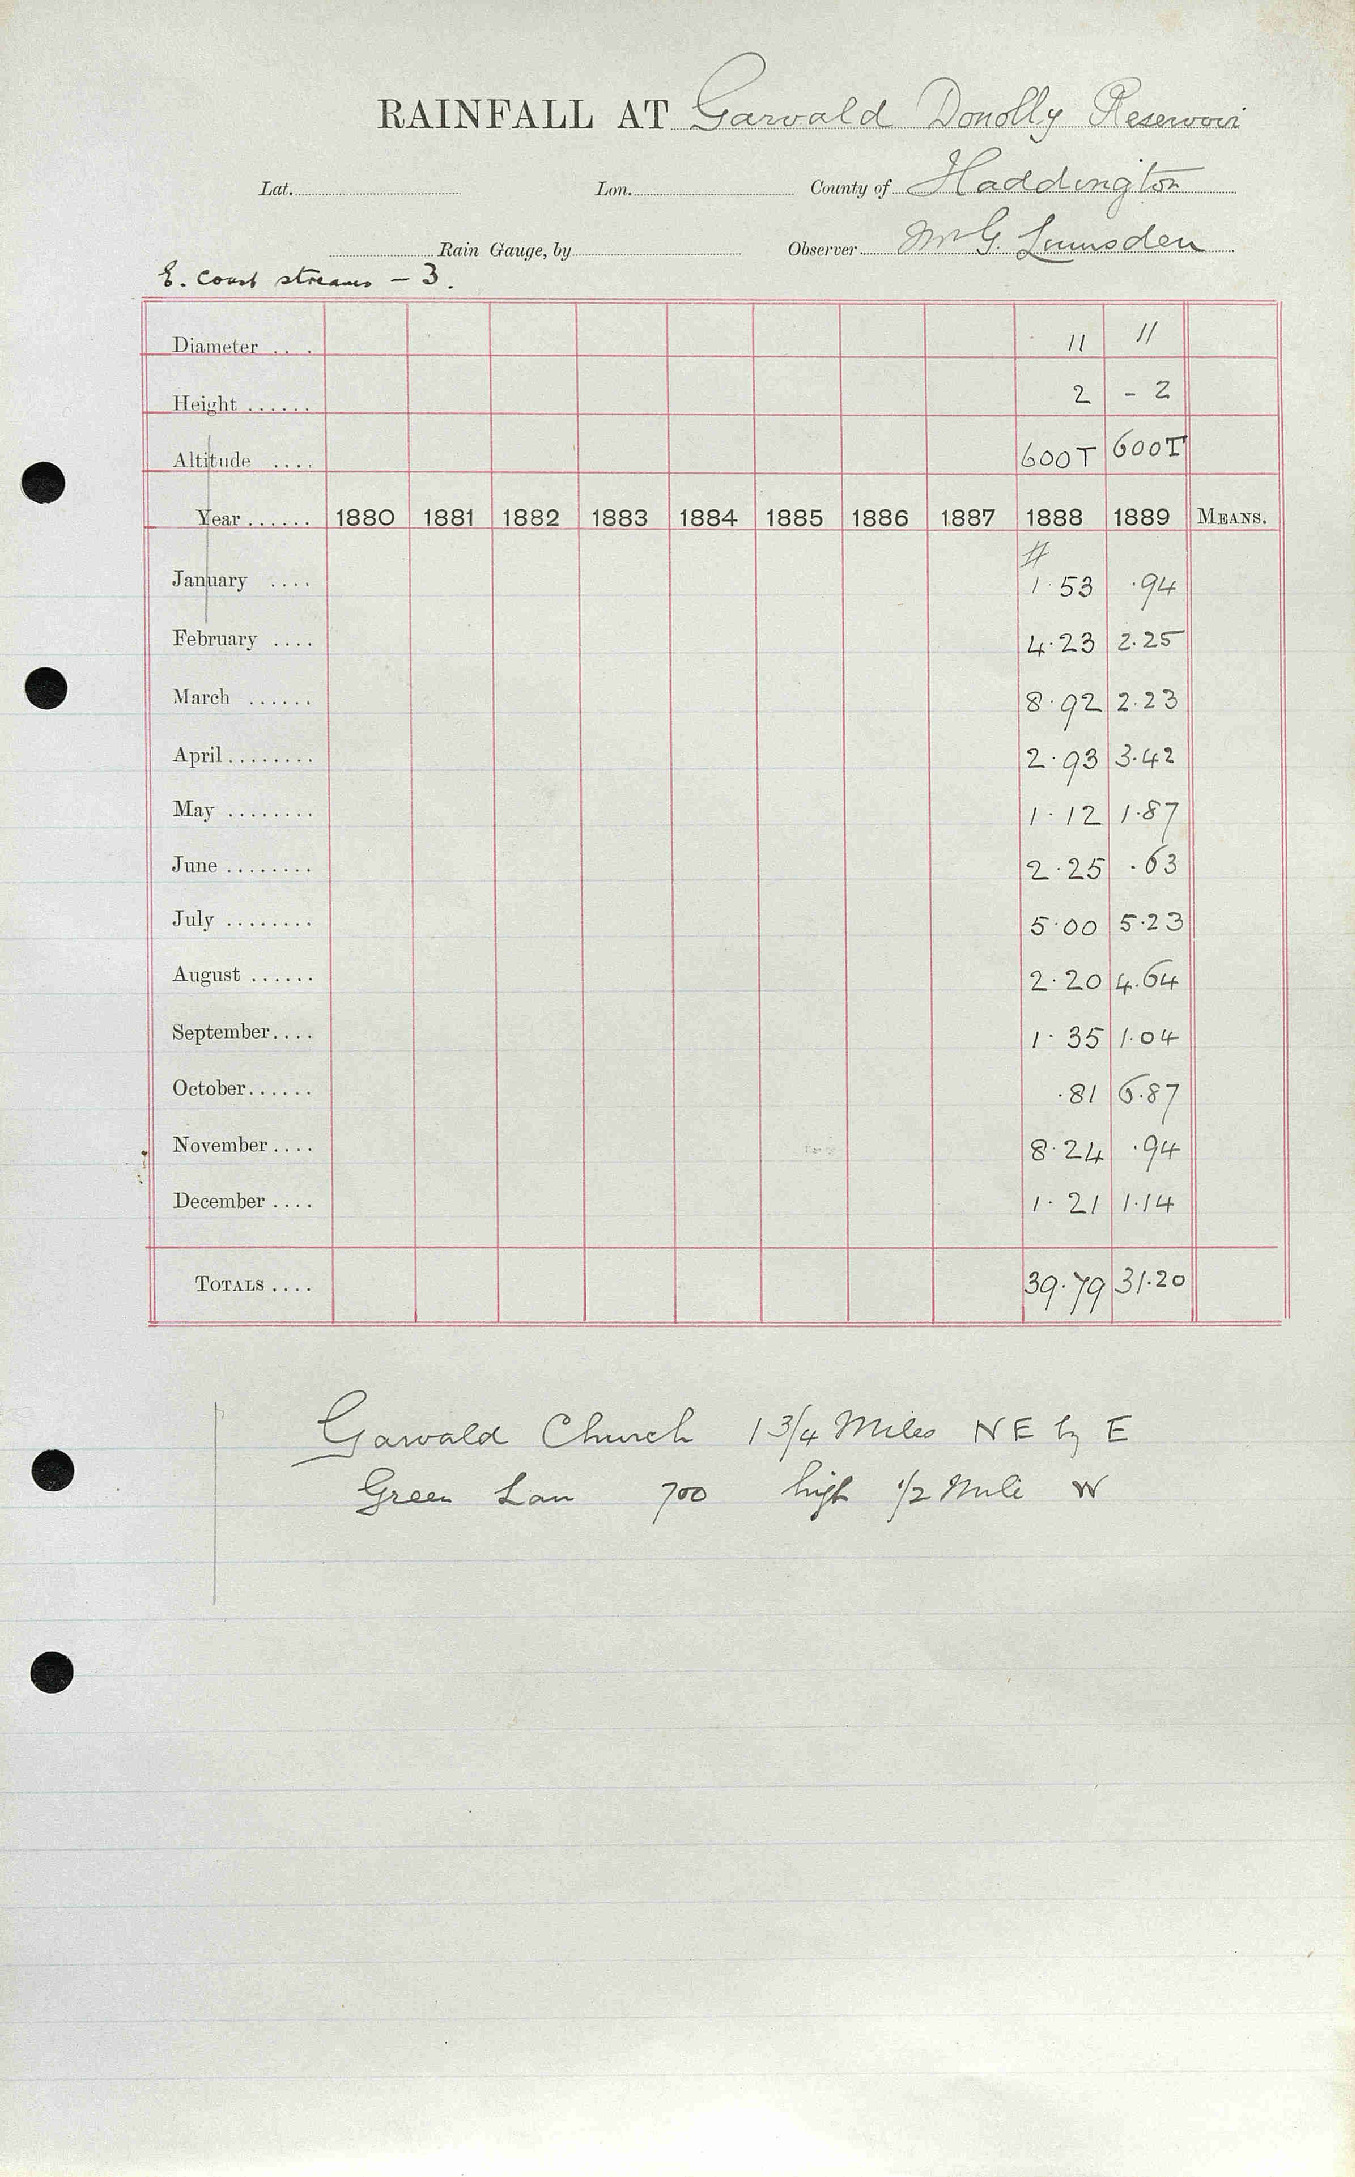 RAINFALL AT Garvald Donolly Reservoir
Lat. Lon. County of Haddington
Rain Gauge, by Observer Mr G. Lumsden
E. Coast streams - 3.
Diameter .. . 11 11
Height ...... 2 - 2
Altitude .... 600T 600T
Year ...... 1880 1881 1882 1883 1884 1885 1886 1887 1888 1889 MEANS.
#
January .... 1.53 .94
February .... 4.23 2.25
March ...... 8.92 2.23
April........ 2.93 3.42
May ........ 1.12 1.87
June ........ 2.25 .63
July ........ 5.00 5.23
August ...... 2.20 4.64
September.... 1.35 1.04
October...... .81 6.87
November.... 8.24 .94
December.... 1.21 1.14
TOTALS .... 39.79 31.20
Garvald Church 1 3/4 Miles NE by E
Green Law 700 high 1/2 Mile W